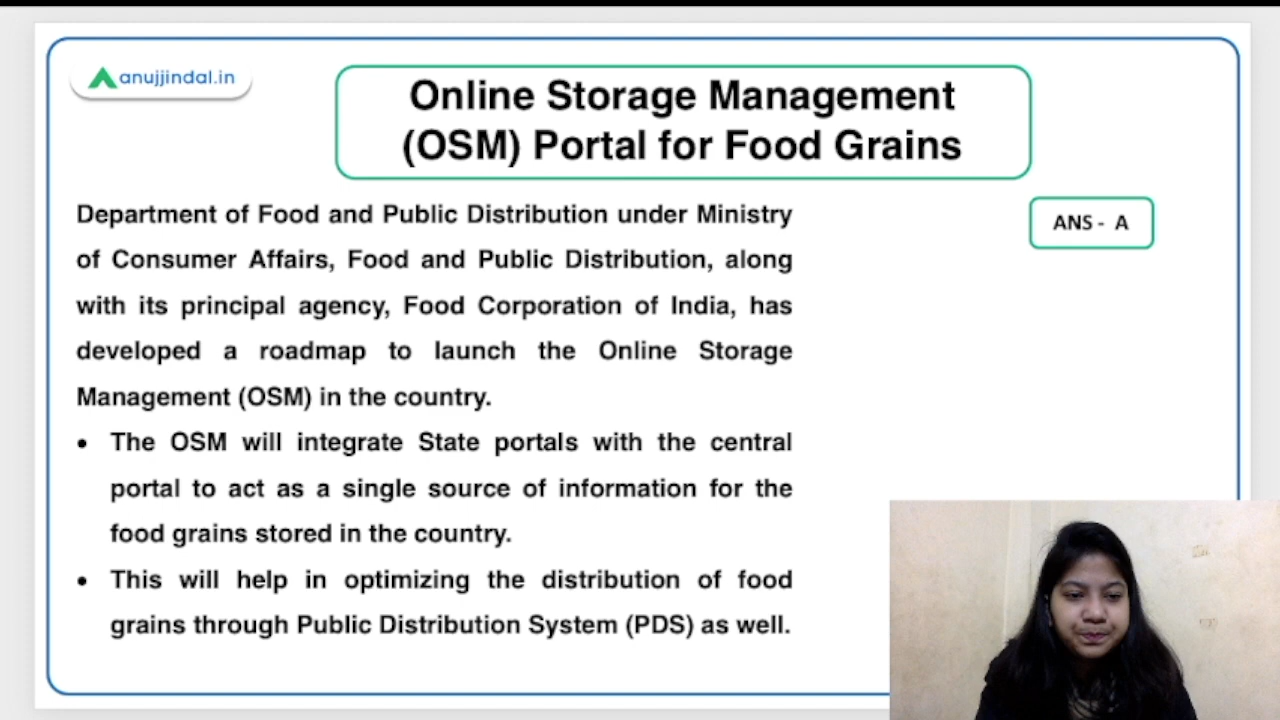 anujjindal.in
Online Storage Management
(OSM) Portal for Food Grains
Department of Food and Public Distribution under Ministry
of Consumer Affairs, Food and Public Distribution, along
with its principal agency, Food Corporation of India, has
developed a roadmap to launch the Online Storage
Management (OSM) in the country.
• The OSM will integrate State portals with the central
portal to act as a single source of information for the
food grains stored in the country.
• This will help in optimizing the distribution of food
grains through Public Distribution System (PDS) as well.
ANS - A